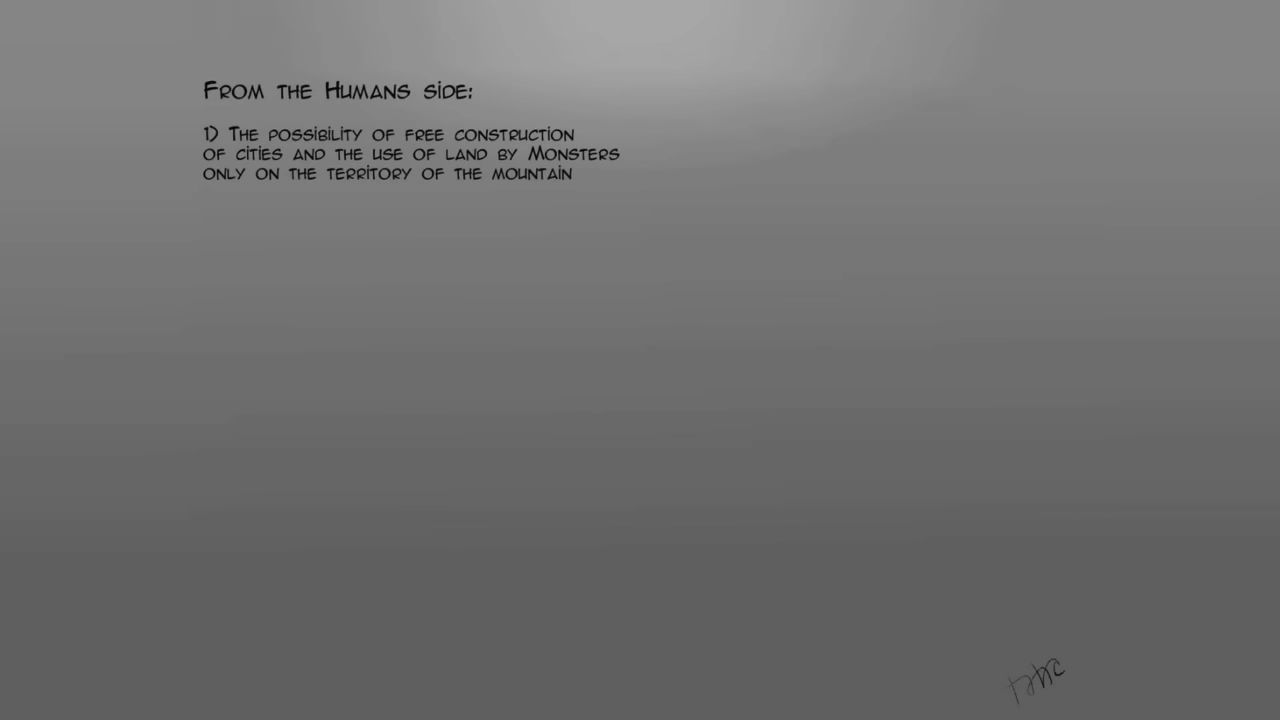 From the Humans side:
1) The possibility of free construction
of cities and the use of land by Monsters
only on the territory of the mountain